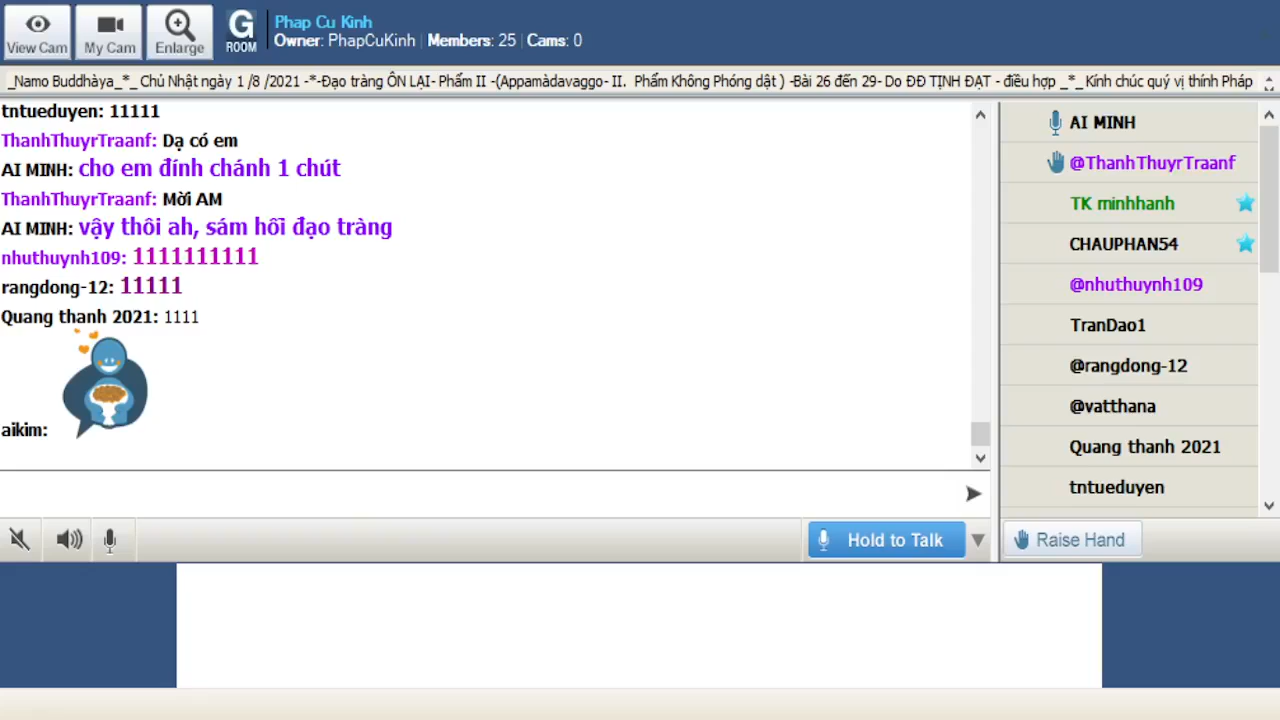 View Cam
My Cam
Enlarge
G
ROOM
Phap Cu Kinh
Owner: PhapCuKinh | Members: 25 | Cams: 0
_Namo Buddhàya_*_ Chủ Nhật ngày 1 /8 /2021 -*-Đạo tràng ÔN LẠI- Phẩm II -(Appamàdavaggo- II. Phẩm Không Phóng dật ) -Bài 26 đến 29- Do ĐĐ TỊNH ĐẠT - điều hợp _*_ Kính chúc quý vị thính Pháp
tntueduyen: 11111
ThanhThuyrTraanf: Dạ có em
AI MINH: cho em đính chánh 1 chút
ThanhThuyrTraanf: Mời AM
AI MINH: vậy thôi ah, sám hối đạo tràng
nhuthuynh109: 1111111111
rangdong-12: 11111
Quang thanh 2021: 1111
aikim:
AI MINH
@ThanhThuyrTraanf
TK minhhanh
CHAUPHAN54
@nhuthuynh109
TranDao1
@rangdong-12
@vatthana
Quang thanh 2021
tntueduyen
Hold to Talk
Raise Hand